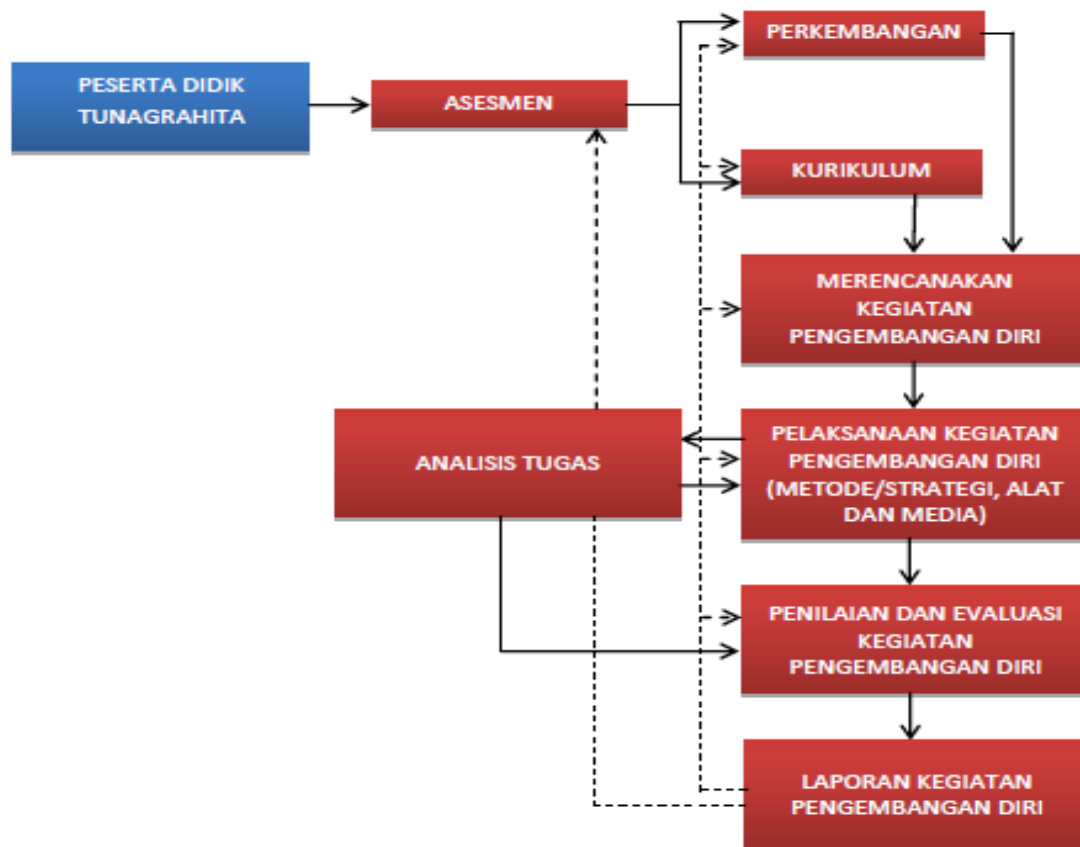 PERKEMBANGAN
PESERTA DIDIK
TUNAGRAHITA
ASESMEN
KURIKULUM
MERENCANAKAN
KEGIATAN
PENGEMBANGAN DIRI
ANALISIS TUGAS
PELAKSANAAN KEGIATAN
PENGEMBANGAN DIRI
(METODE/STRATEGI, ALAT
DAN MEDIA)
PENILAIAN DAN EVALUASI
KEGIATAN
PENGEMBANGAN DIRI
LAPORAN KEGIATAN
PENGEMBANGAN DIRI